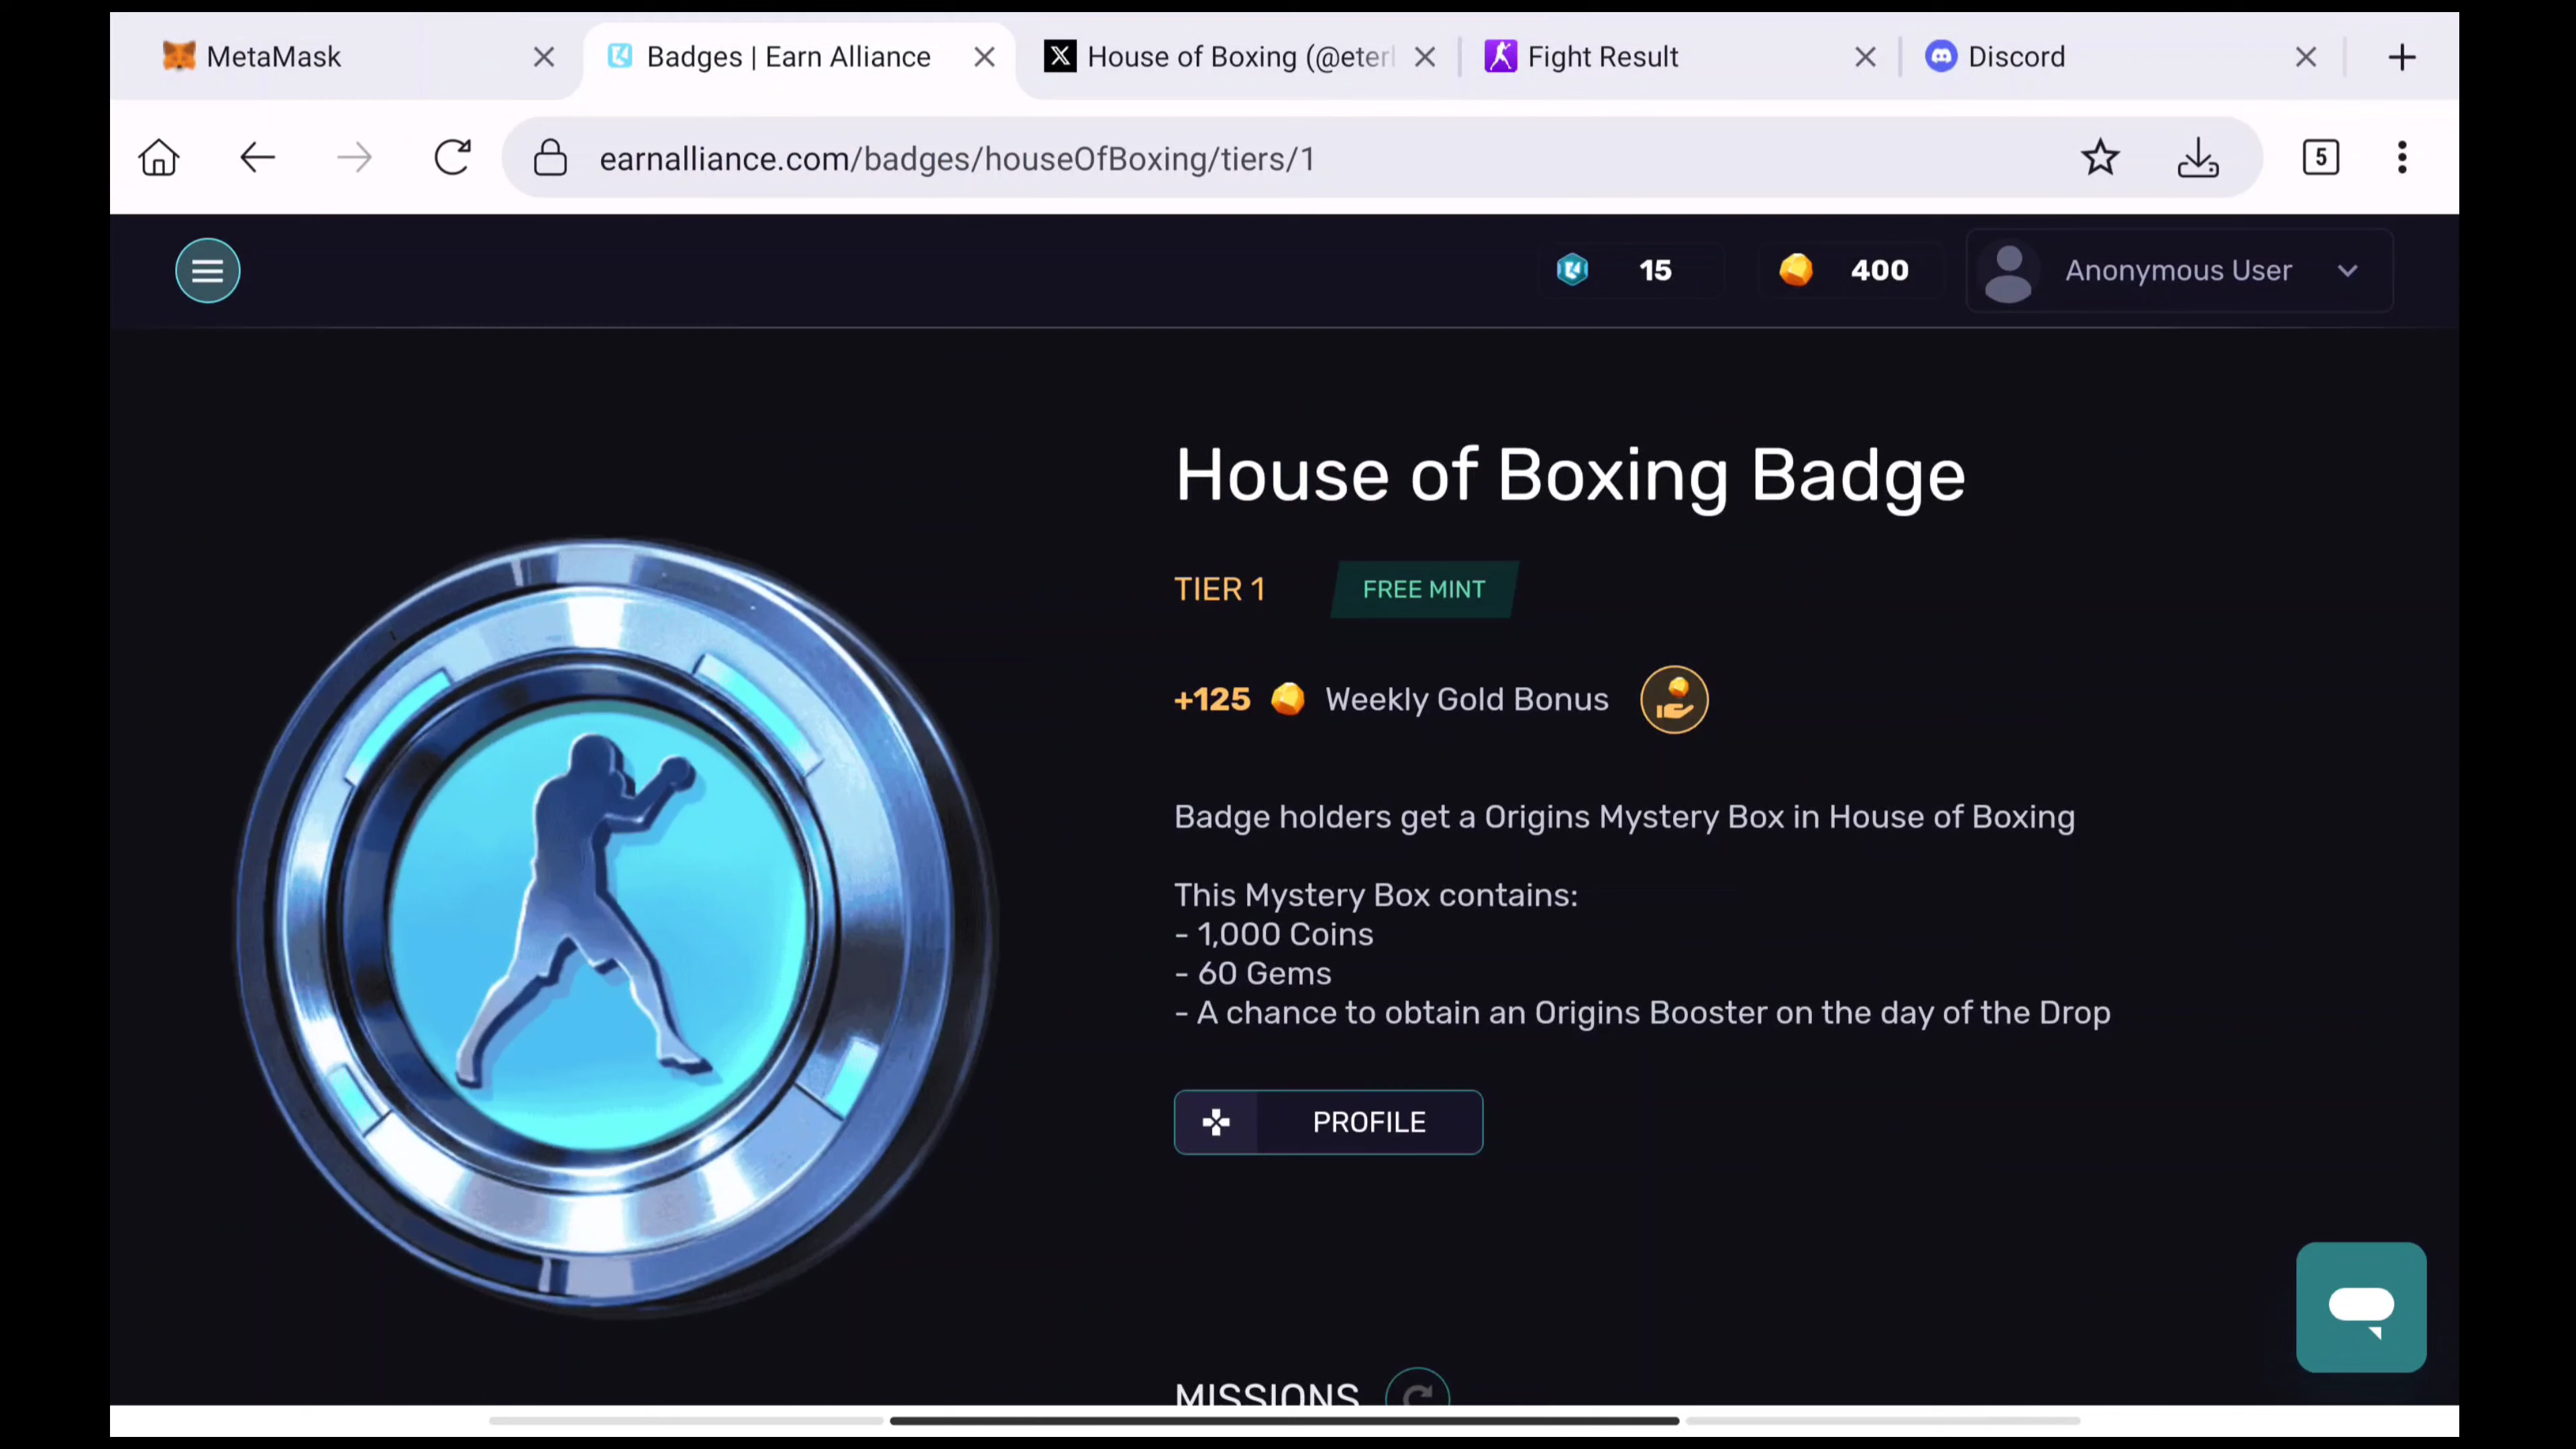 MetaMask
Badges | Earn Alliance
House of Boxing (@eterl
Fight Result
Discord
earnalliance.com/badges/houseOfBoxing/tiers/1
5
15
400
Anonymous User
House of Boxing Badge
TIER 1
FREE MINT
+125 Weekly Gold Bonus
Badge holders get a Origins Mystery Box in House of Boxing
This Mystery Box contains:
- 1,000 Coins
- 60 Gems
- A chance to obtain an Origins Booster on the day of the Drop
PROFILE
MISSIONS